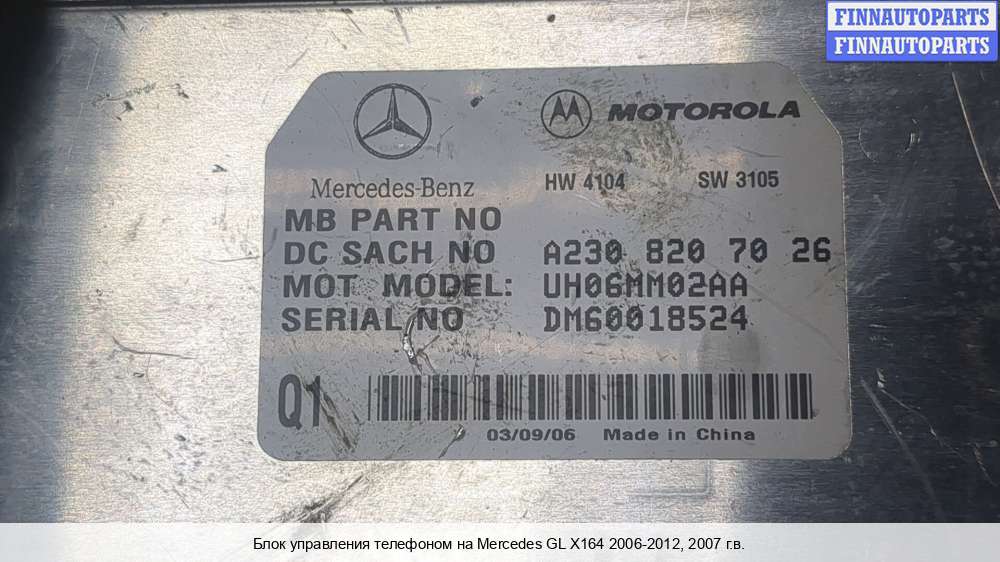 FINNAUTOPARTS
FINNAUTOPARTS
MOTOROLA
Mercedes-Benz HW 4104 SW 3105
MB PART NO
DC SACH NO A230 820 70 26
MOT. MODEL: UH06MM02AA
SERIAL NO DM60018524
Q1
03/09/06 Made in China
Блок управления телефоном на Mercedes GL X164 2006-2012, 2007 г.в.